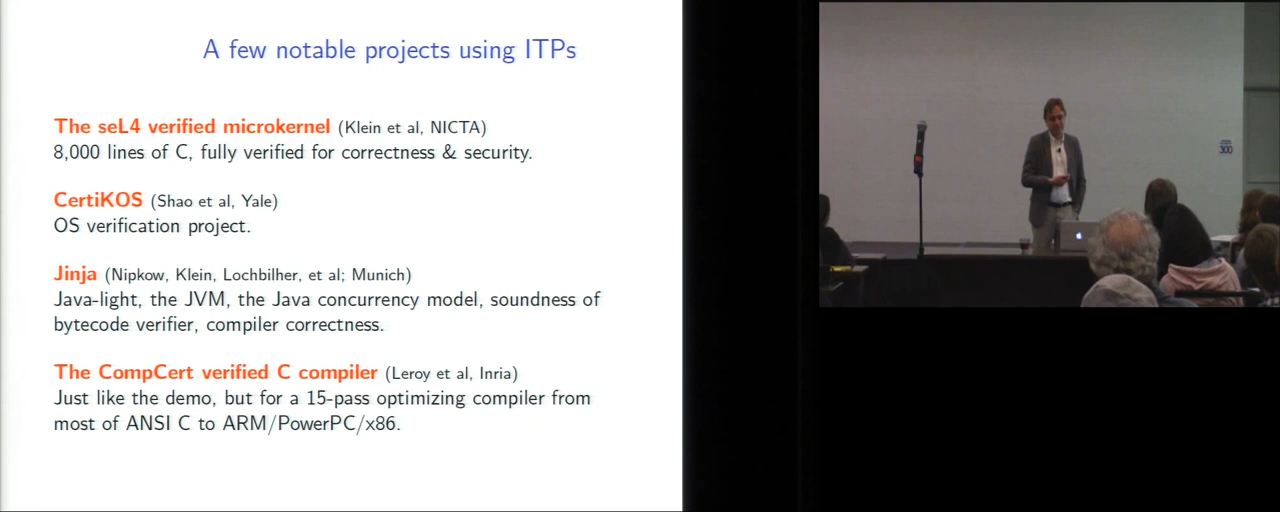 A few notable projects using ITPs
The seL4 verified microkernel (Klein et al, NICTA)
8,000 lines of C, fully verified for correctness & security.
CertiKOS (Shao et al, Yale)
OS verification project.
Jinja (Nipkow, Klein, Lochbilher, et al; Munich)
Java-light, the JVM, the Java concurrency model, soundness of
bytecode verifier, compiler correctness.
The CompCert verified C compiler (Leroy et al, Inria)
Just like the demo, but for a 15-pass optimizing compiler from
most of ANSI C to ARM/PowerPC/x86.
300